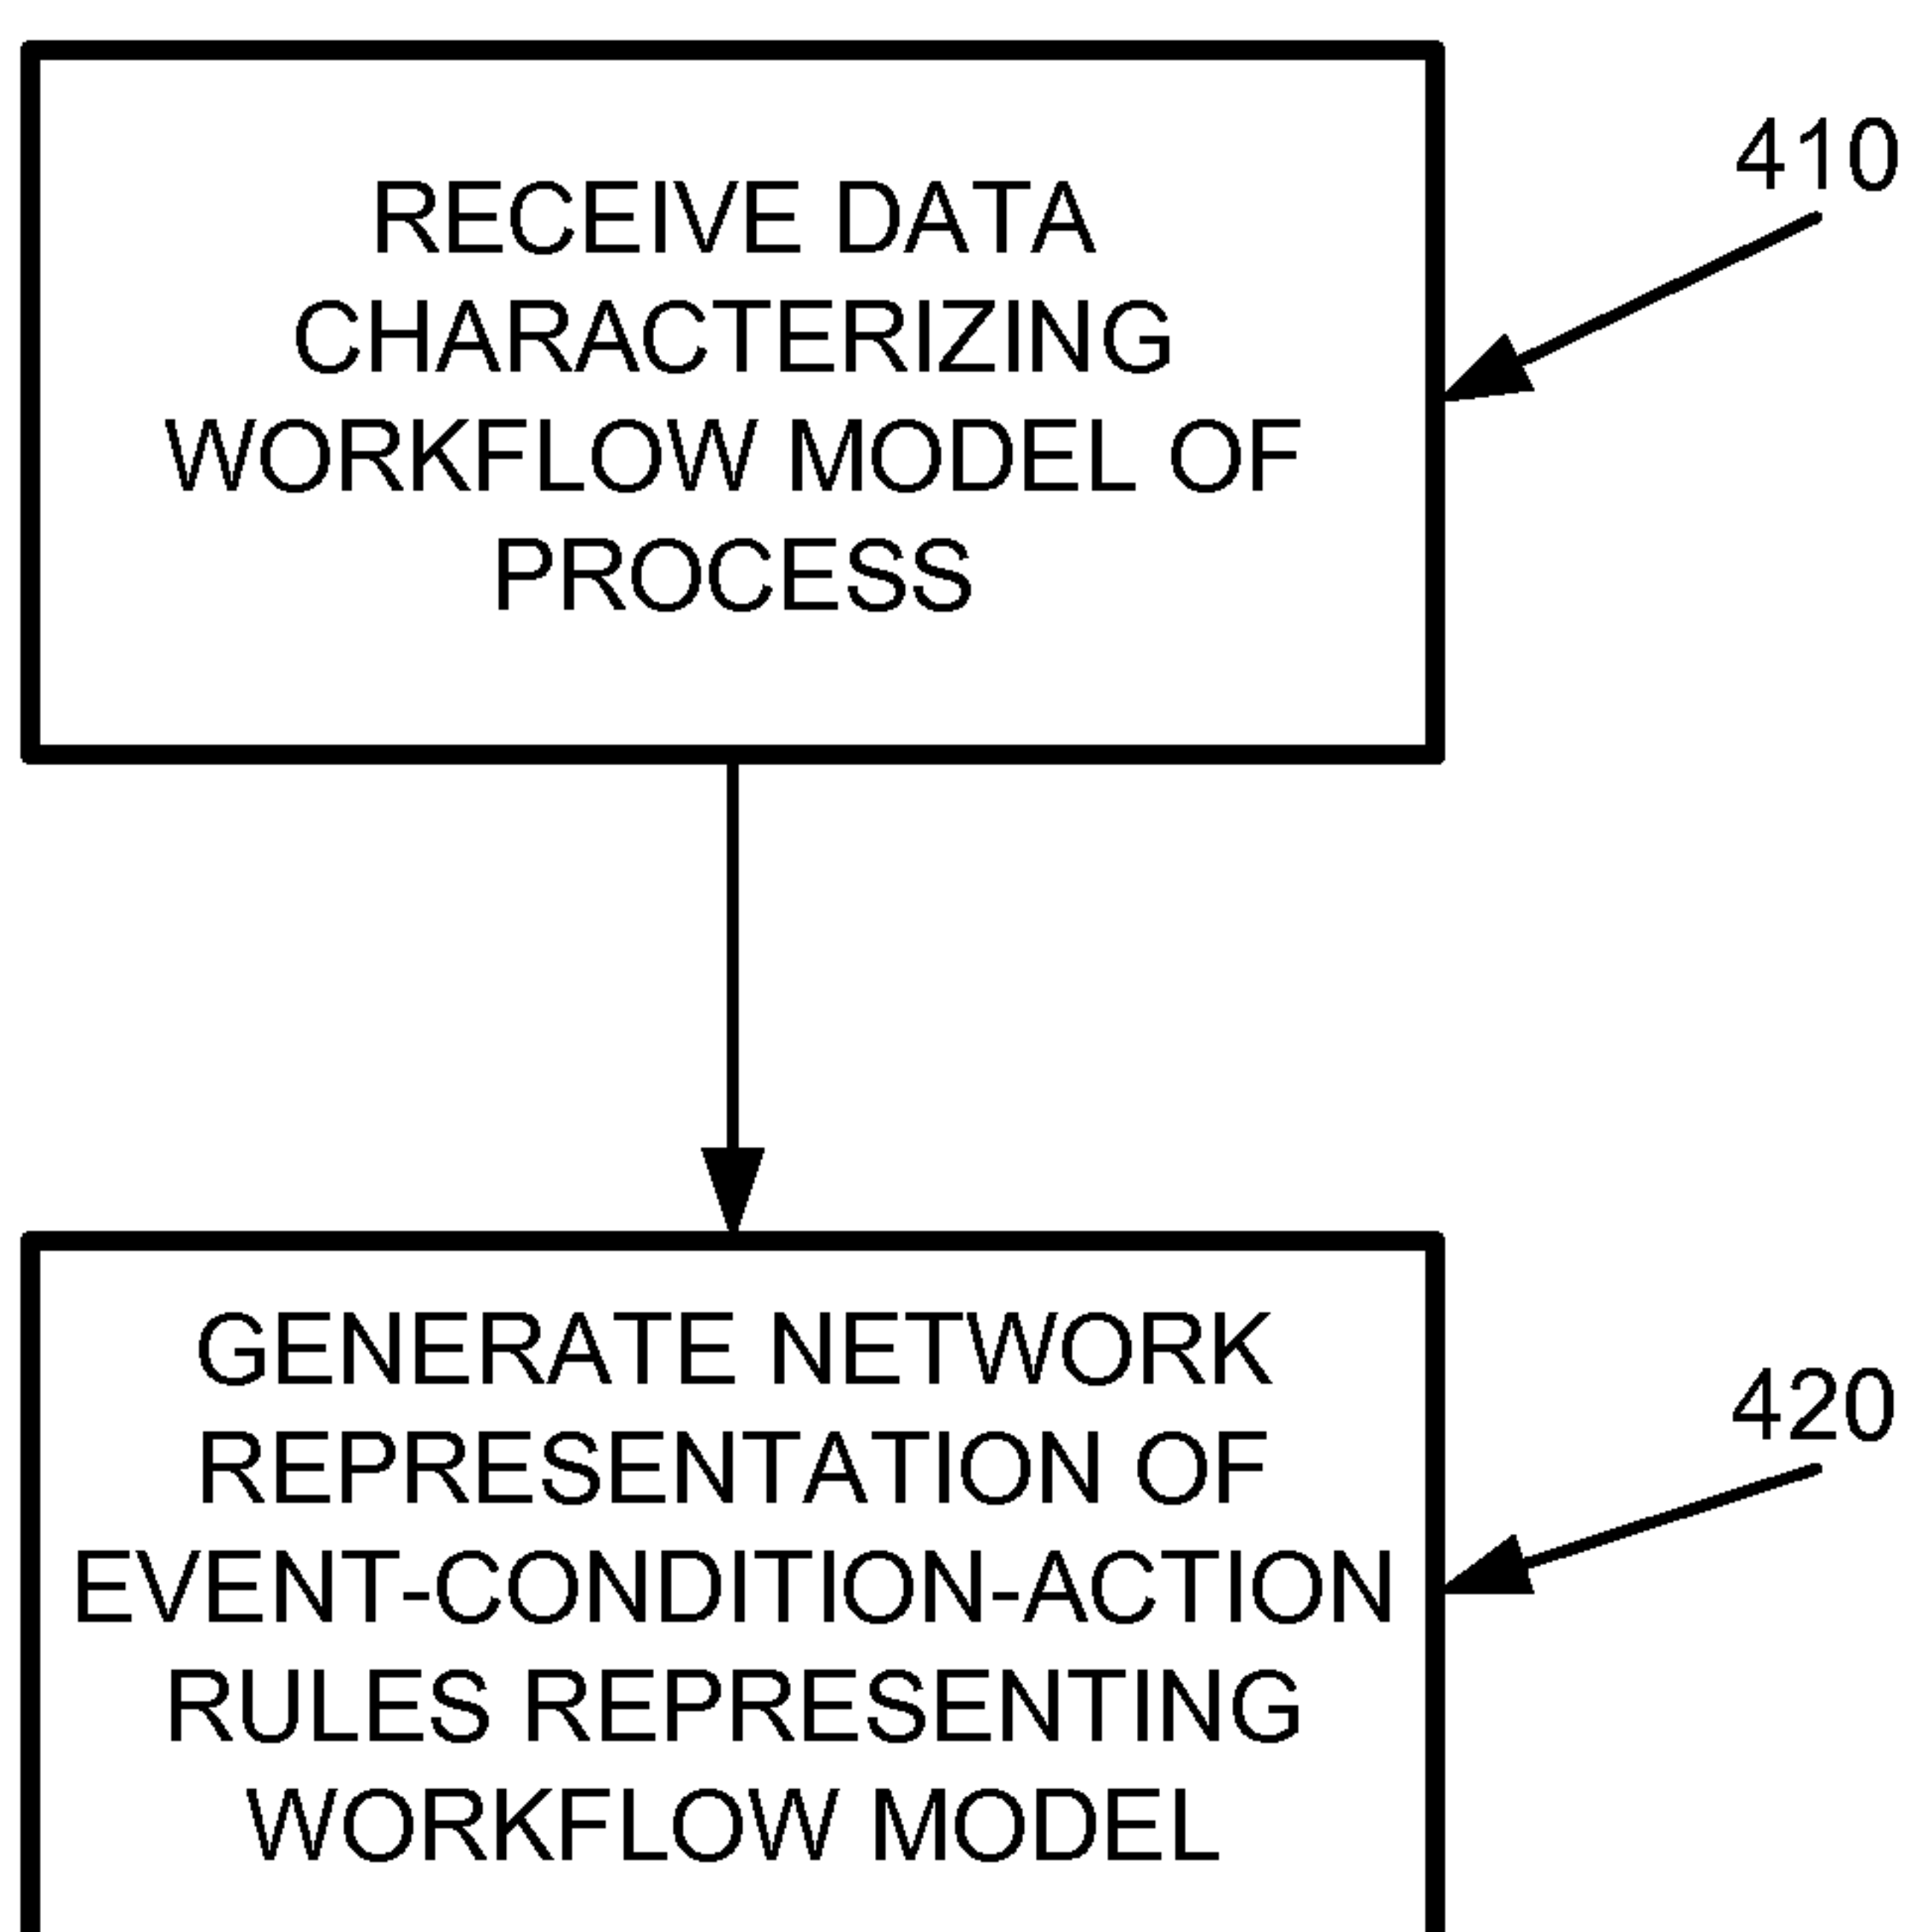 RECEIVE DATA
CHARACTERIZING
WORKFLOW MODEL OF
PROCESS
410
GENERATE NETWORK
REPRESENTATION OF
EVENT-CONDITION-ACTION
RULES REPRESENTING
WORKFLOW MODEL
420